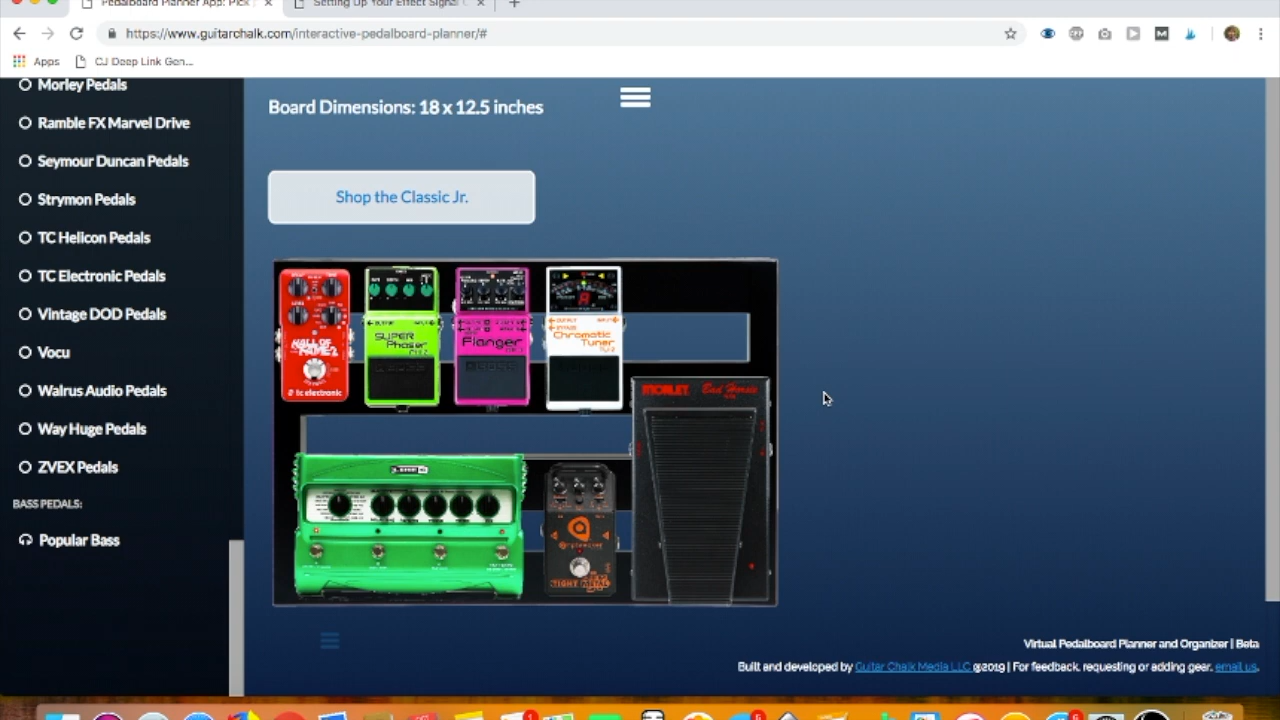 Pedalboard Planner App: Pick
Setting Up Your Effect Signal
https://www.guitarchalk.com/interactive-pedalboard-planner/#
Apps
CJ Deep Link Gen...
Morley Pedals
Ramble FX Marvel Drive
Seymour Duncan Pedals
Strymon Pedals
TC Helicon Pedals
TC Electronic Pedals
Vintage DOD Pedals
Vocu
Walrus Audio Pedals
Way Huge Pedals
ZVEX Pedals
BASS PEDALS:
Popular Bass
Board Dimensions: 18 x 12.5 inches
Shop the Classic Jr.
HALL OF
FAME 2
tc electronic
SUPER
Phaser
Flanger
Chromatic
Tuner
MORLEY
Bad Horsie
Virtual Pedalboard Planner and Organizer | Beta
Built and developed by Guitar Chalk Media LLC @2019 | For feedback, requesting or adding gear, email us.